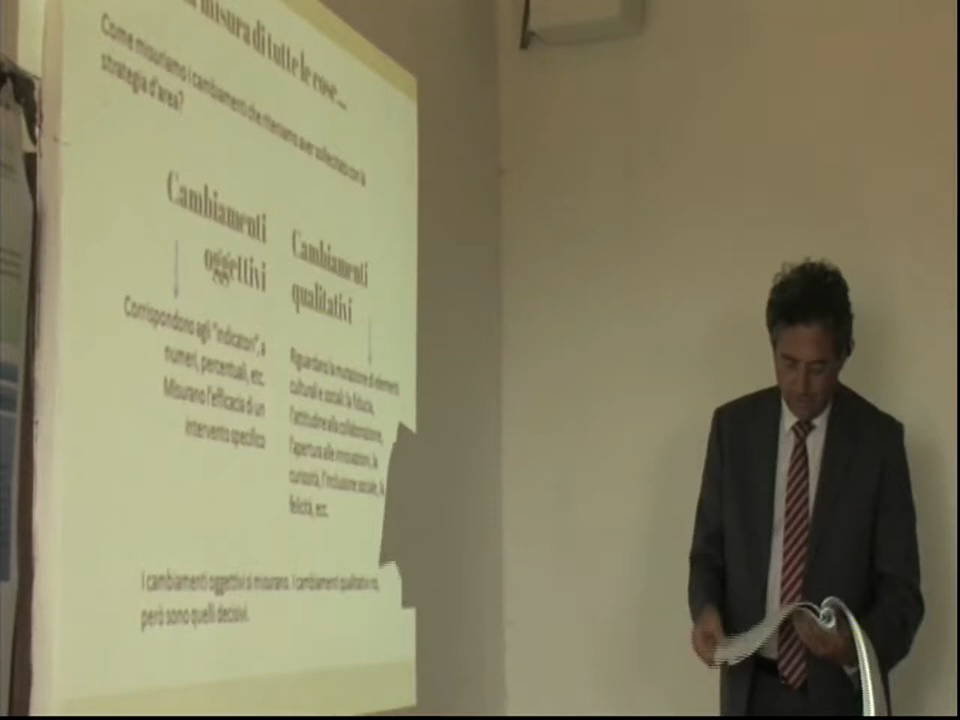 misura di tutte le cose...
Come misuriamo i cambiamenti che riteniamo aver sollecitato con la
strategia d'area?
Cambiamenti
oggettivi
Corrispondono agli "indicatori", a
numeri, percentuali, etc.
Misurano l'efficacia di un
intervento specifico
Cambiamenti
qualitativi
Riguardano la mutazione di elementi
culturali e sociali: la fiducia,
l'attitudine alla collaborazione,
l'apertura alle innovazioni, la
curiosità, l'inclusione sociale, la
felicità, ect.
I cambiamenti oggettivi si misurano. I cambiamenti qualitativi no,
però sono quelli decisivi.